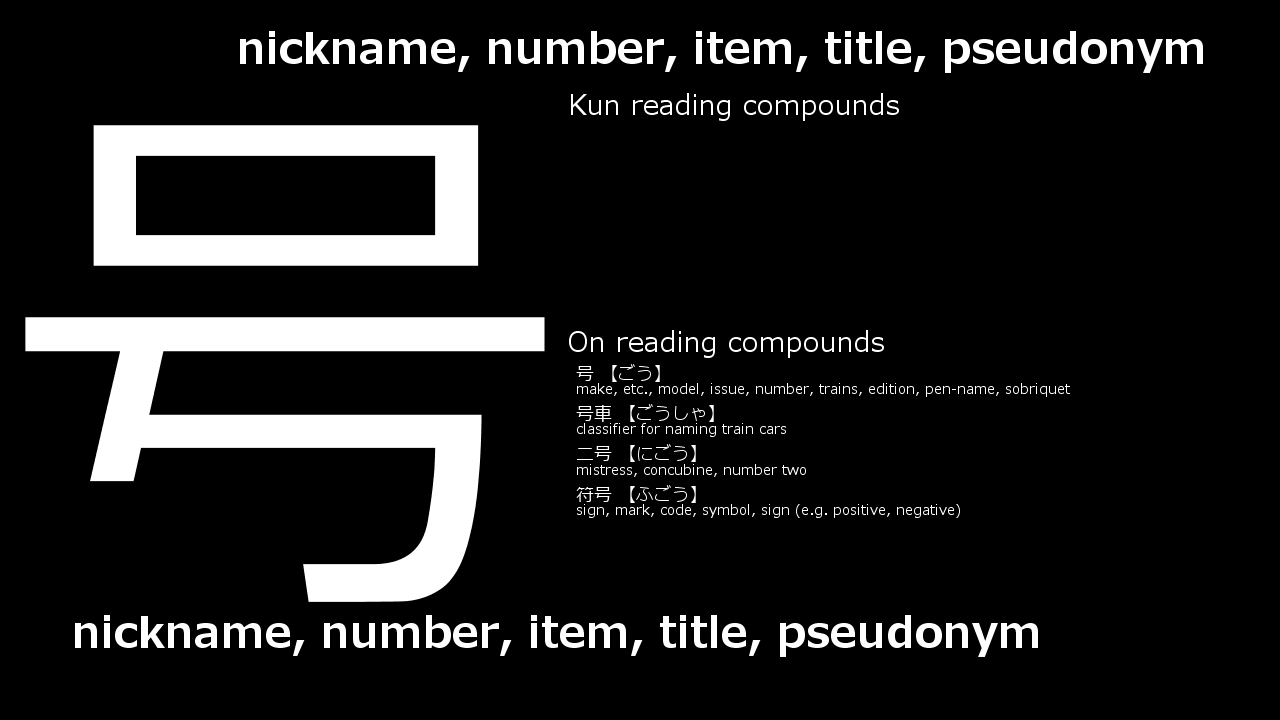 nickname, number, item, title, pseudonym
号
Kun reading compounds
On reading compounds
号 【ごう】
make, etc., model, issue, number, trains, edition, pen-name, sobriquet
号車 【ごうしゃ】
classifier for naming train cars
二号 【にごう】
mistress, concubine, number two
符号 【ふごう】
sign, mark, code, symbol, sign (e.g. positive, negative)
nickname, number, item, title, pseudonym